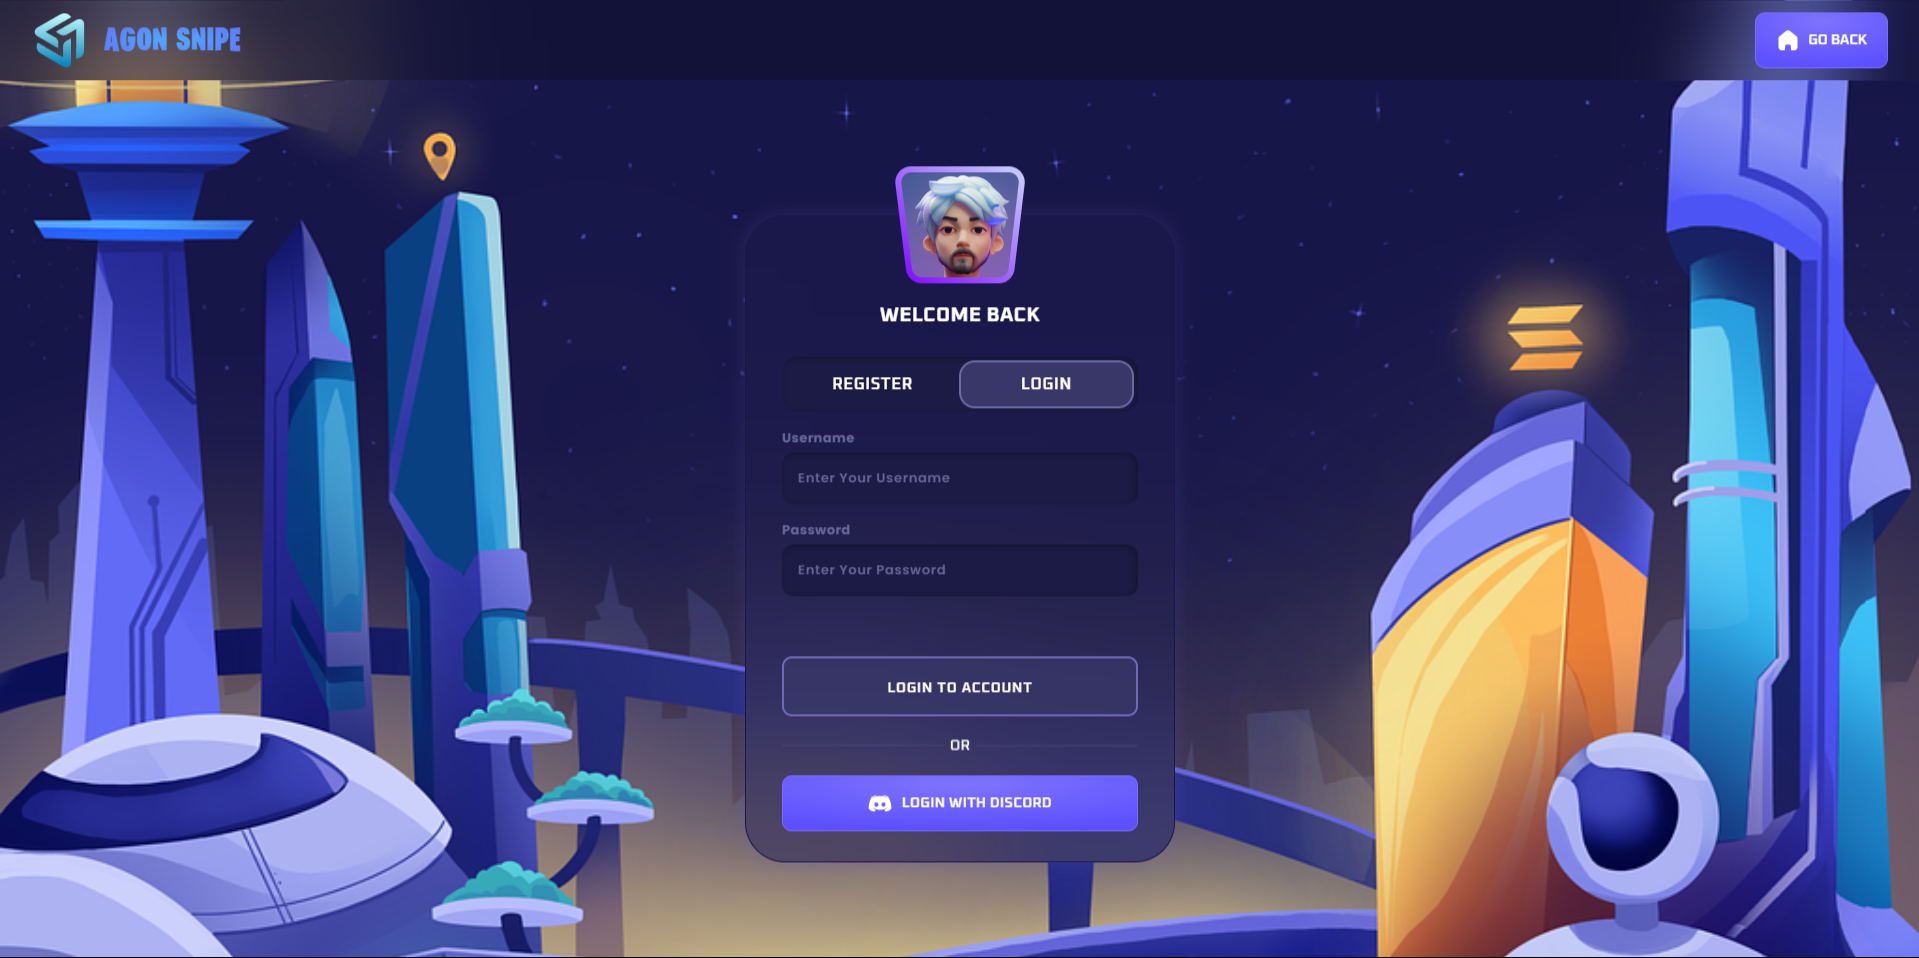 AGON SNIPE
GO BACK
WELCOME BACK
REGISTER
LOGIN
Username
Enter Your Username
Password
Enter Your Password
LOGIN TO ACCOUNT
OR
LOGIN WITH DISCORD